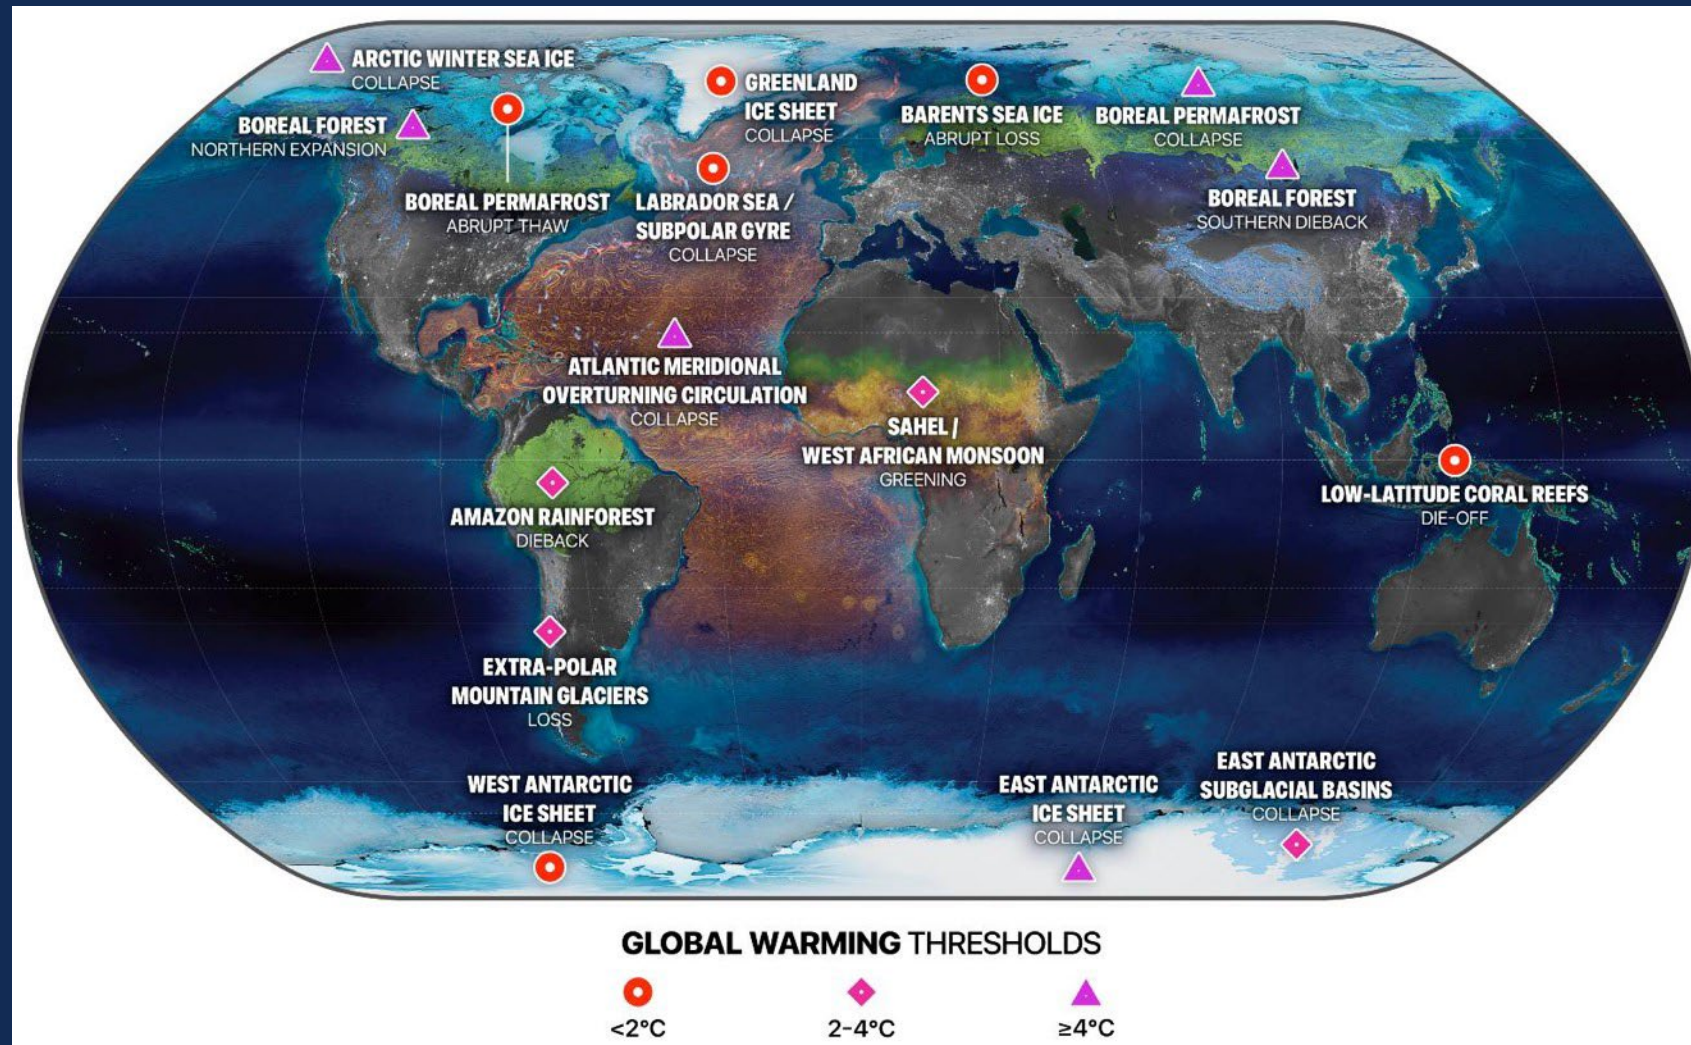 ARCTIC WINTER SEA ICE
COLLAPSE
BOREAL FOREST
NORTHERN EXPANSION
BOREAL PERMAFROST
ABRUPT THAW
GREENLAND
ICE SHEET
COLLAPSE
LABRADOR SEA /
SUBPOLAR GYRE
COLLAPSE
BARENTS SEA ICE
ABRUPT LOSS
BOREAL PERMAFROST
COLLAPSE
BOREAL FOREST
SOUTHERN DIEBACK
ATLANTIC MERIDIONAL
OVERTURNING CIRCULATION
COLLAPSE
SAHEL /
WEST AFRICAN MONSOON
GREENING
LOW-LATITUDE CORAL REEFS
DIE-OFF
AMAZON RAINFOREST
DIEBACK
EXTRA-POLAR
MOUNTAIN GLACIERS
LOSS
WEST ANTARCTIC
ICE SHEET
COLLAPSE
EAST ANTARCTIC
ICE SHEET
COLLAPSE
EAST ANTARCTIC
SUBGLACIAL BASINS
COLLAPSE
GLOBAL WARMING THRESHOLDS
<2°C
2-4°C
≥4°C